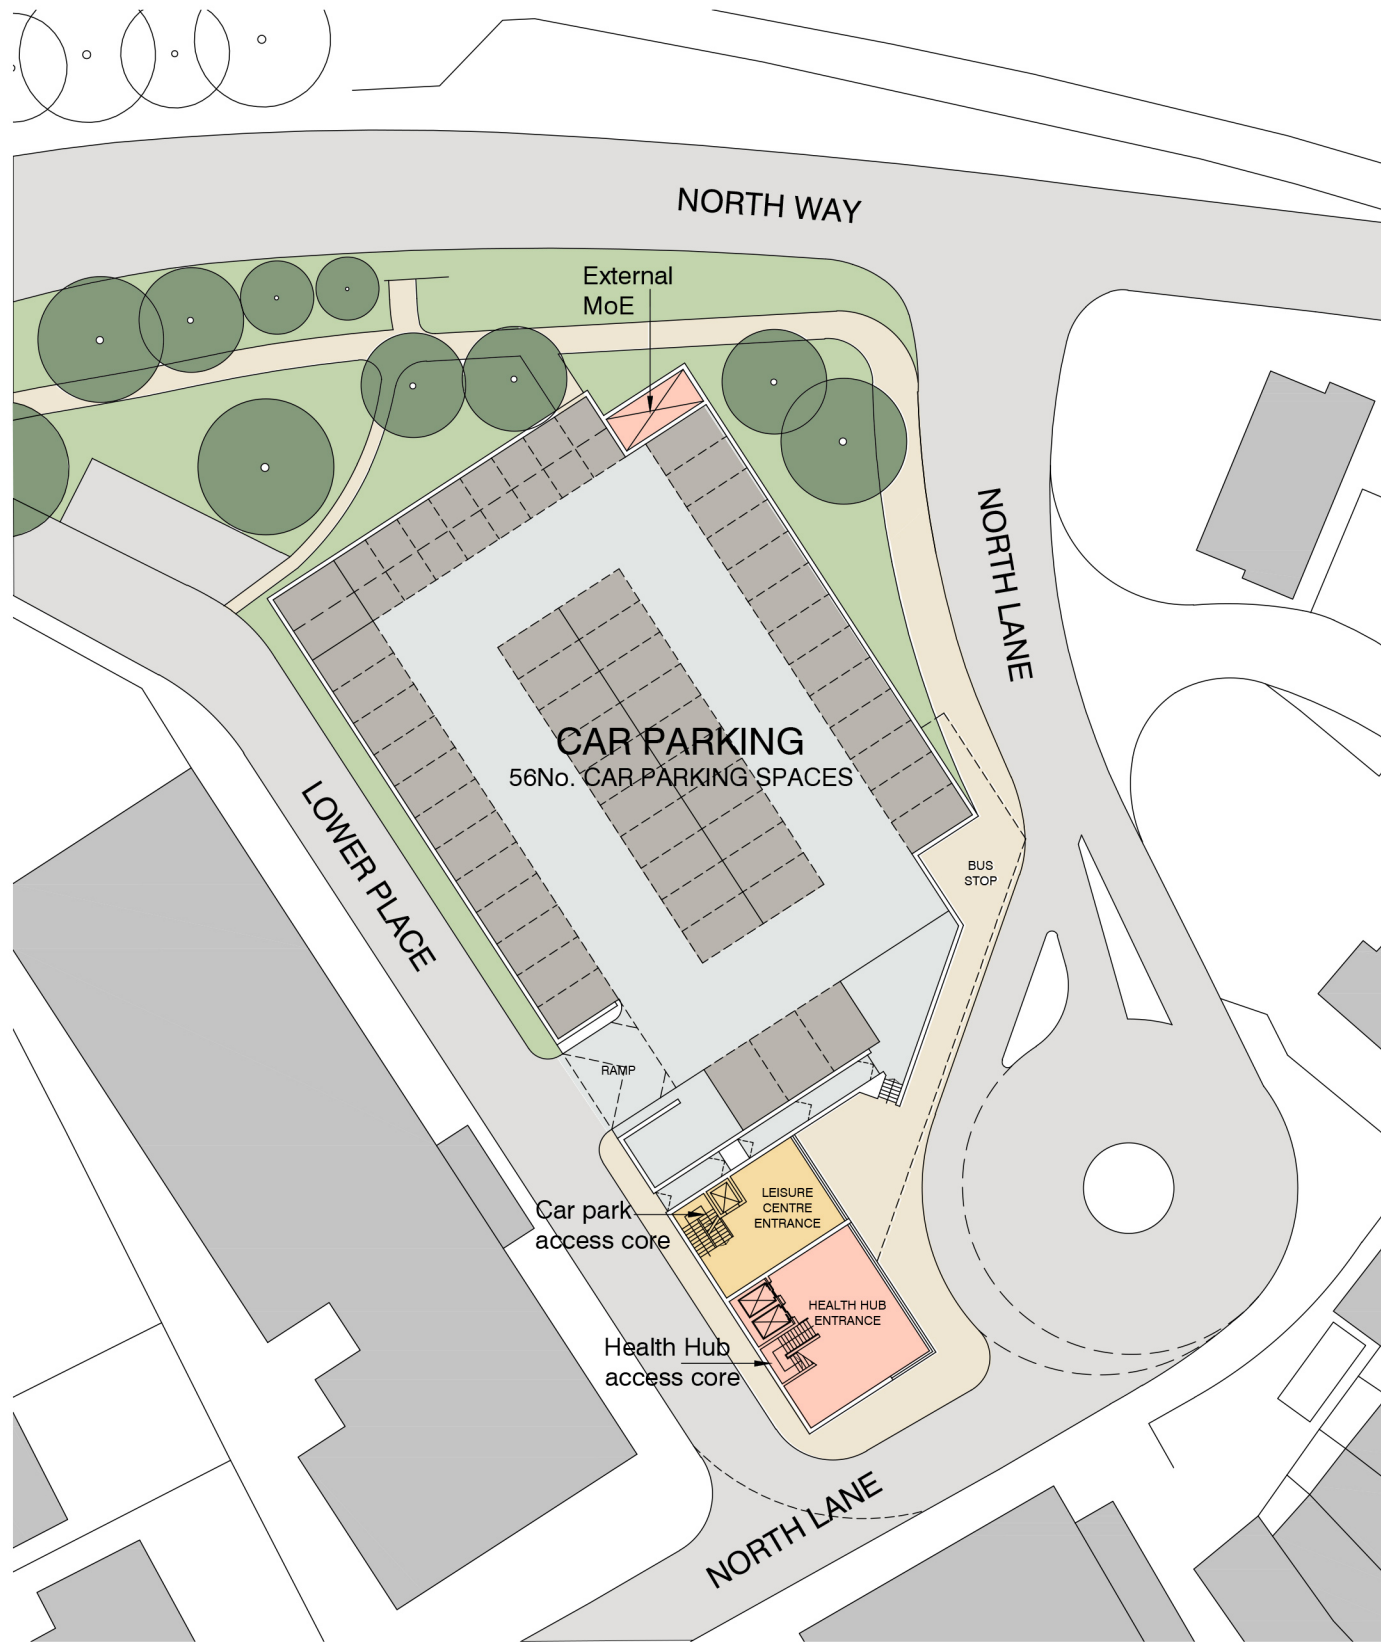 NORTH WAY
External
MoE
NORTH LANE
CAR PARKING
56No. CAR PARKING SPACES
LOWER PLACE
BUS
STOP
RAMP
LEISURE
CENTRE
ENTRANCE
Car park
access core
HEALTH HUB
ENTRANCE
Health Hub
access core
NORTH LANE